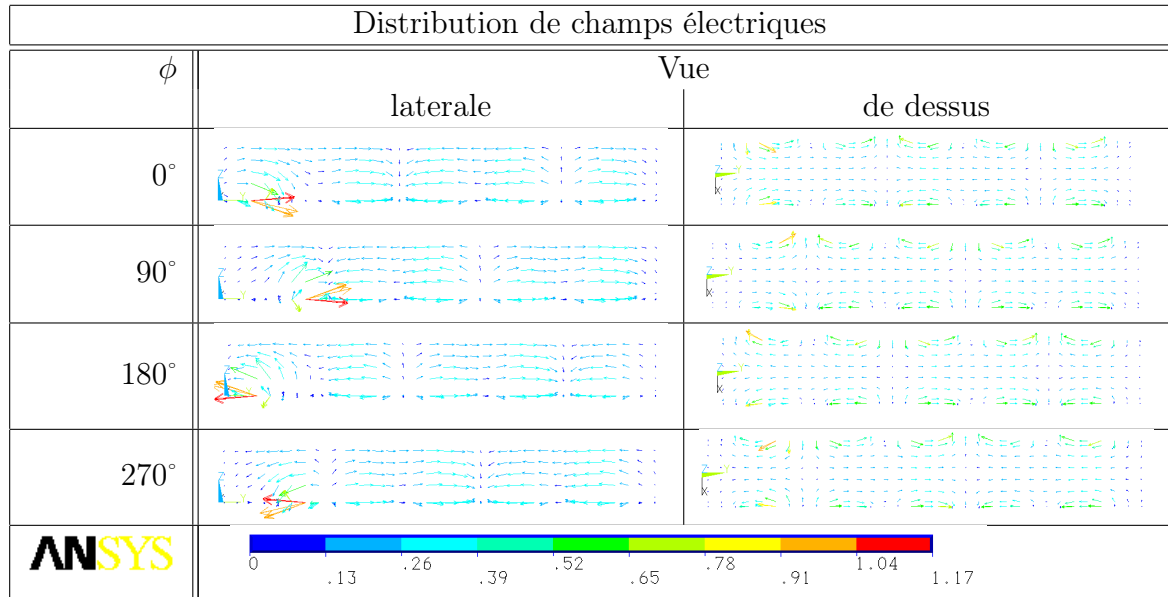 Distribution de champs électriques
ϕ Vue
laterale de dessus
0°
90°
180°
270°
ANSYS
0 .13 .26 .39 .52 .65 .78 .91 1.04 1.17